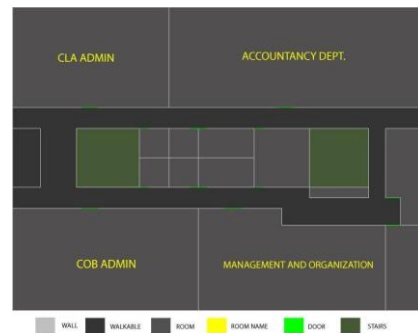 CLA ADMIN
ACCOUNTANCY DEPT.
COB ADMIN
MANAGEMENT AND ORGANIZATION
WALL
WALKABLE
ROOM
ROOM NAME
DOOR
STAIRS